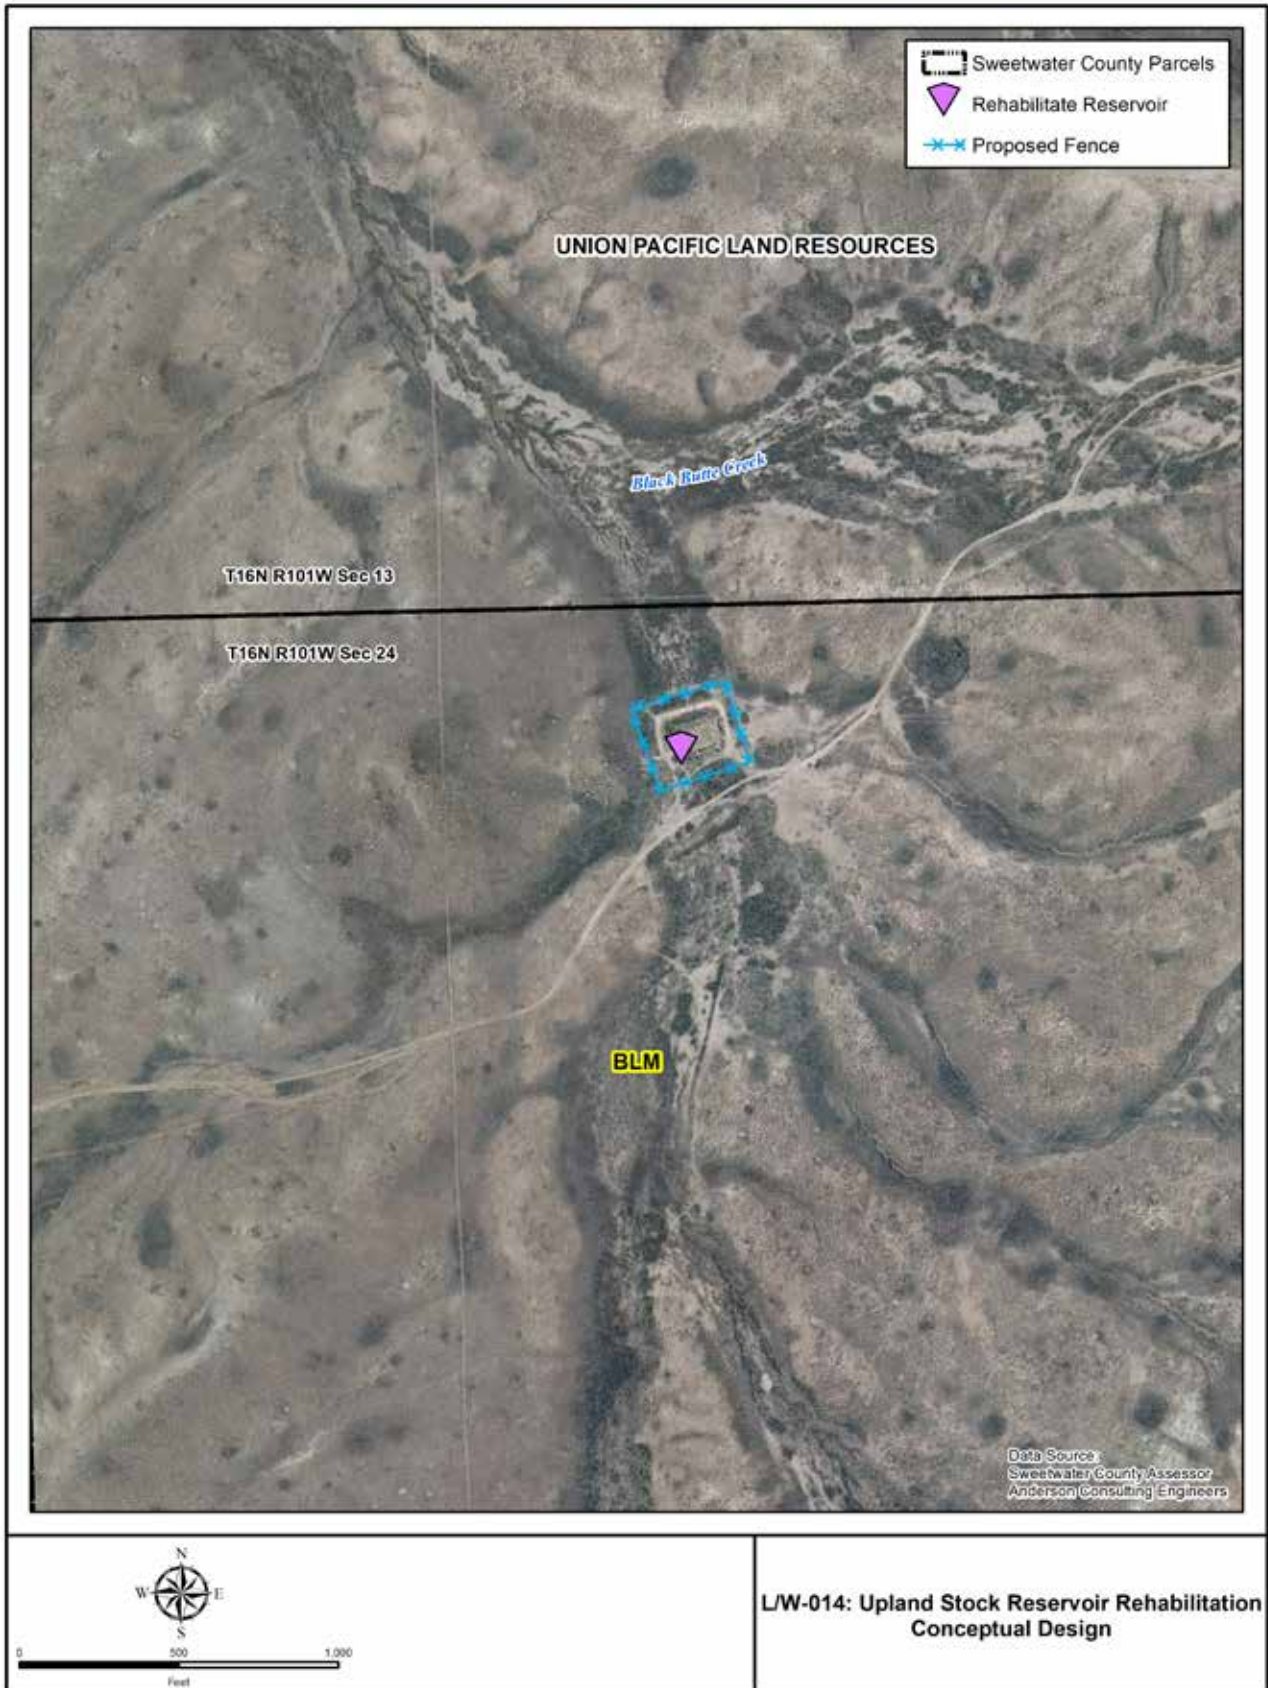 Sweetwater County Parcels
Rehabilitate Reservoir
Proposed Fence
UNION PACIFIC LAND RESOURCES
Black Butte Creek
T16N R101W Sec 13
T16N R101W Sec 24
BLM
Data Source:
Sweetwater County Assessor
Anderson Consulting Engineers
N
W E
S
0 500 1,000
Feet
L/W-014: Upland Stock Reservoir Rehabilitation
Conceptual Design